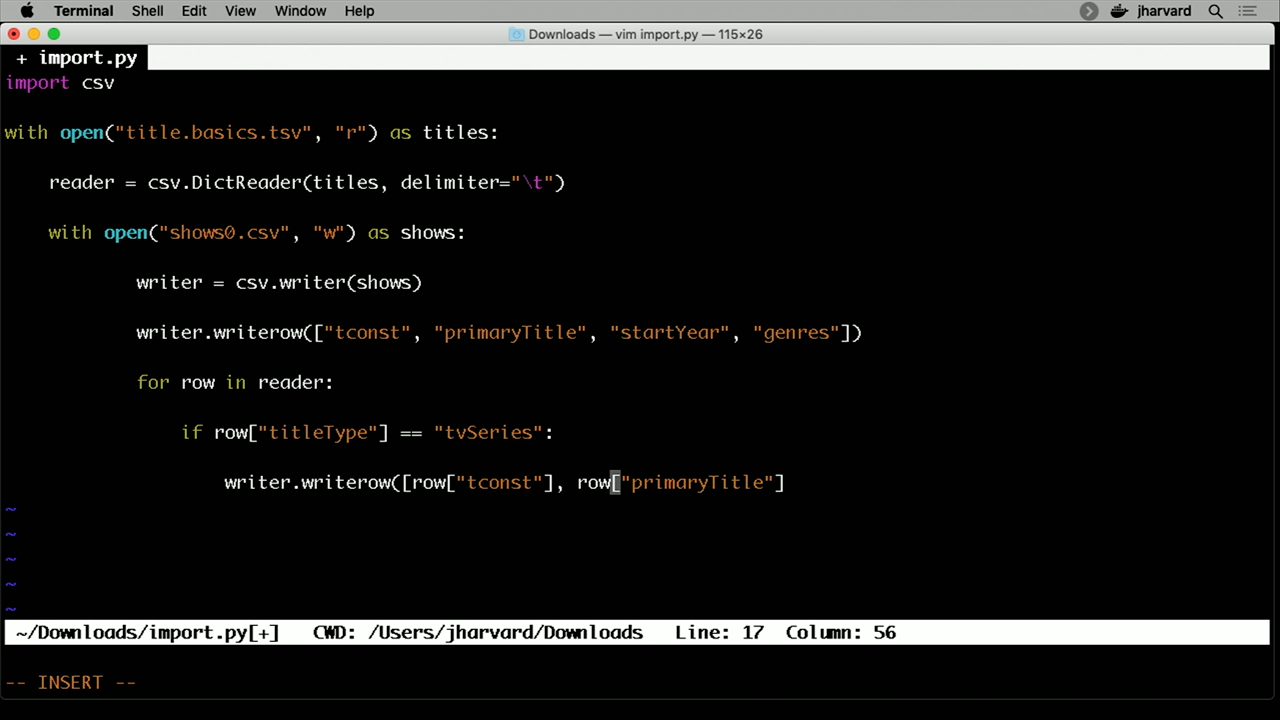 Terminal Shell Edit View Window Help jharvard
Downloads — vim import.py — 115×26
+ import.py
import csv
with open("title.basics.tsv", "r") as titles:
reader = csv.DictReader(titles, delimiter="\t")
with open("shows0.csv", "w") as shows:
writer = csv.writer(shows)
writer.writerow(["tconst", "primaryTitle", "startYear", "genres"])
for row in reader:
if row["titleType"] == "tvSeries":
writer.writerow([row["tconst"], row["primaryTitle"]
~
~
~
~
~
~/Downloads/import.py[+] CWD: /Users/jharvard/Downloads Line: 17 Column: 56
-- INSERT --